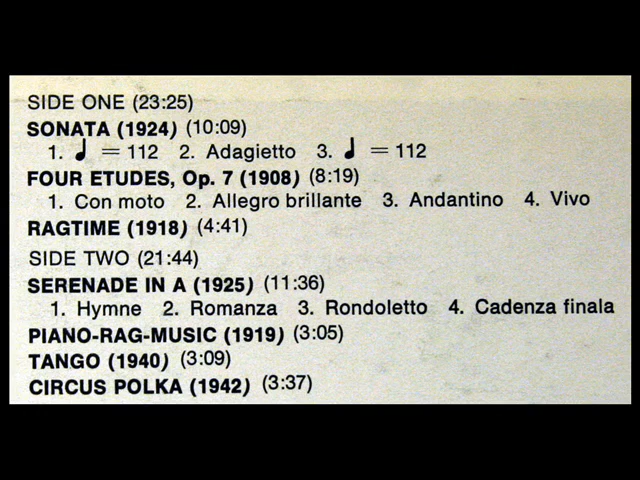 SIDE ONE (23:25)
SONATA (1924) (10:09)
1. ♩ = 112 2. Adagietto 3. ♩ = 112
FOUR ETUDES, Op. 7 (1908) (8:19)
1. Con moto 2. Allegro brillante 3. Andantino 4. Vivo
RAGTIME (1918) (4:41)
SIDE TWO (21:44)
SERENADE IN A (1925) (11:36)
1. Hymne 2. Romanza 3. Rondoletto 4. Cadenza finala
PIANO-RAG-MUSIC (1919) (3:05)
TANGO (1940) (3:09)
CIRCUS POLKA (1942) (3:37)